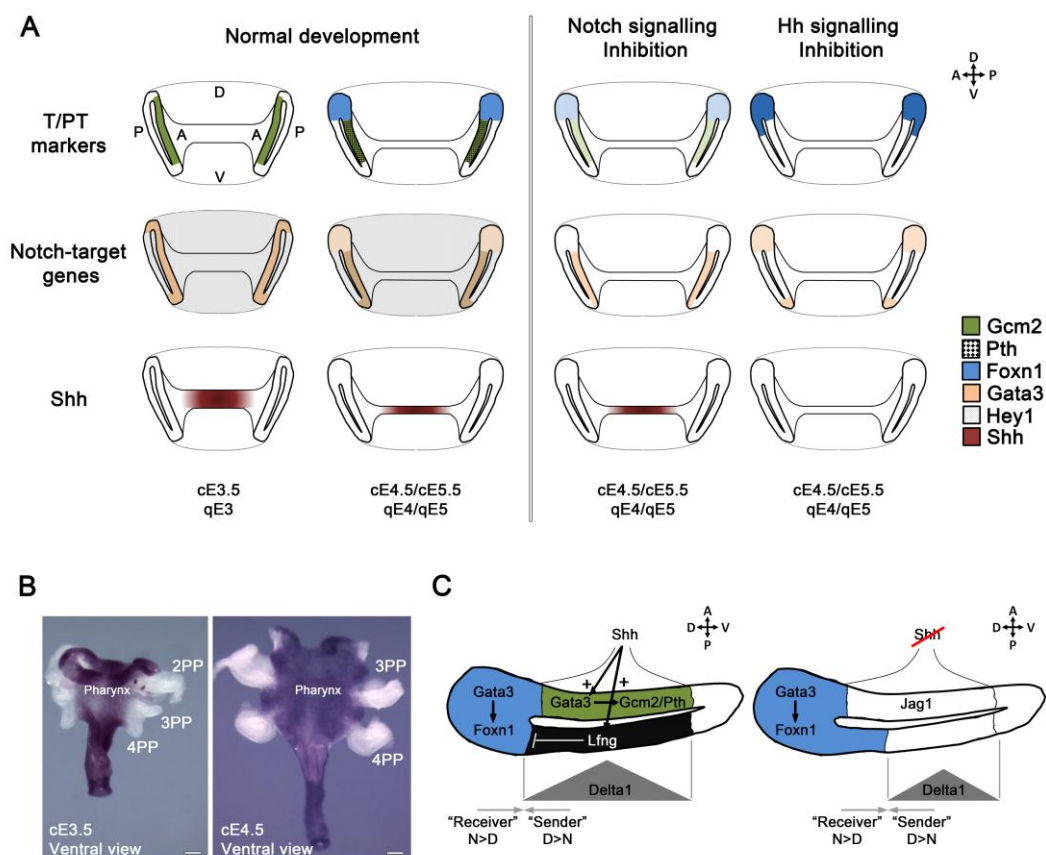 A
Normal development
Notch signalling
Inhibition
Hh signalling
Inhibition
D
A P
V
T/PT
markers
D
P A A P
V
Notch-target
genes
Shh
Gcm2
Pth
Foxn1
Gata3
Hey1
Shh
cE3.5
qE3
cE4.5/cE5.5
qE4/qE5
cE4.5/cE5.5
qE4/qE5
cE4.5/cE5.5
qE4/qE5
B
2PP
Pharynx
3PP
4PP
cE3.5
Ventral view
3PP
Pharynx
4PP
cE4.5
Ventral view
C
Shh
A
D V
P
+ +
Gata3
Foxn1
Gata3 Gcm2/Pth
Lfng
Delta1
"Receiver" "Sender"
N>D D>N
Shh
A
D V
P
Gata3
Foxn1
Jag1
Delta1
"Receiver" "Sender"
N>D D>N